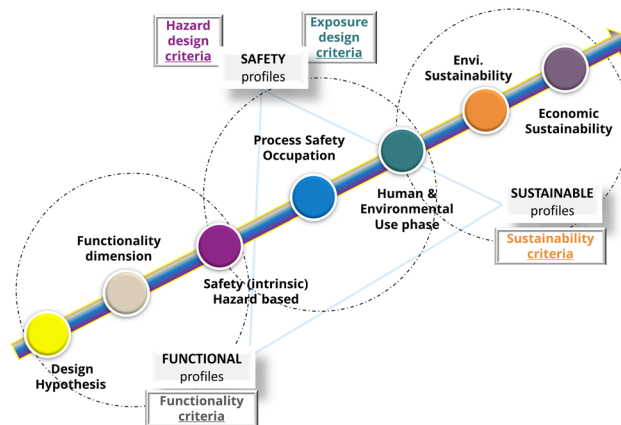 Hazard
design
criteria
Exposure
design
criteria
SAFETY
profiles
Envi.
Sustainability
Economic
Sustainability
Process Safety
Occupation
Human &
Environmental
Use phase
SUSTAINABLE
profiles
Sustainability
criteria
Functionality
dimension
Safety (intrinsic)
Hazard based
Design
Hypothesis
FUNCTIONAL
profiles
Functionality
criteria